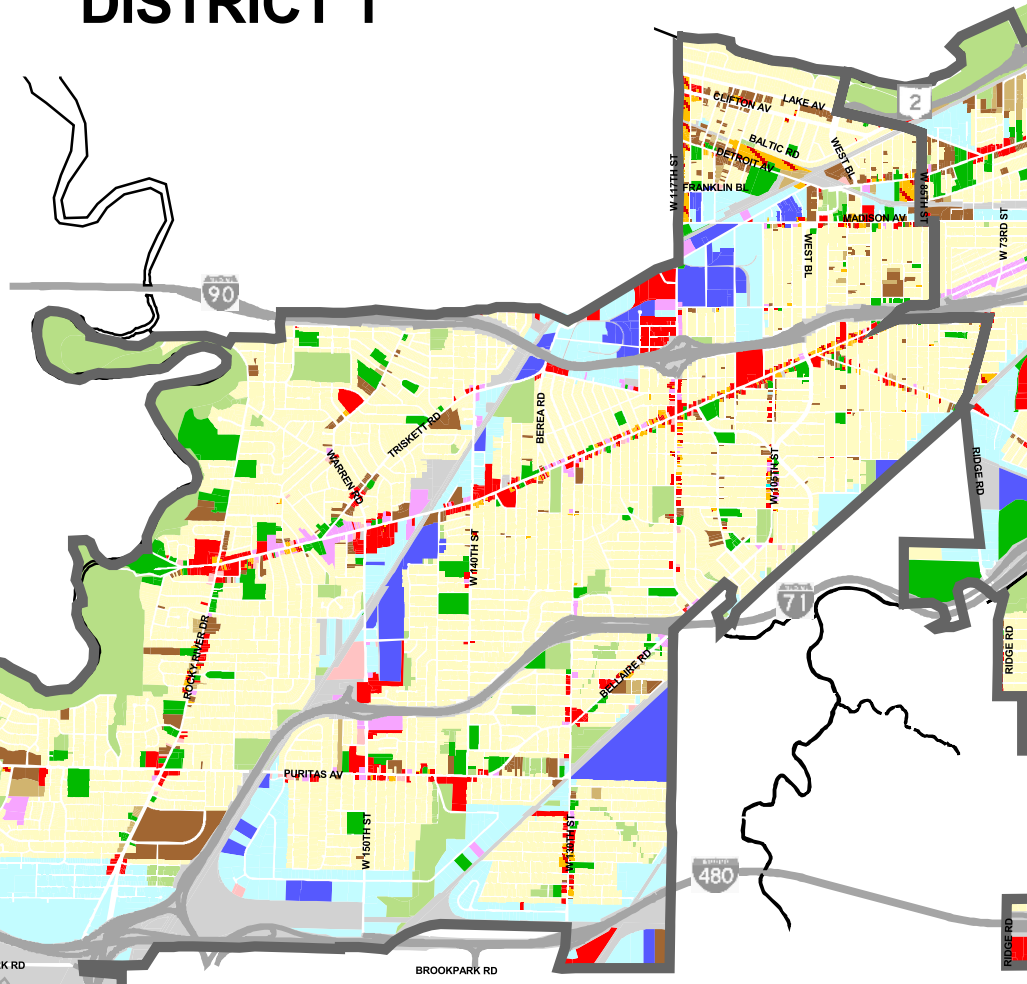 DISTRICT 1
2
CLIFTON AV
LAKE AV
BALTIC RD
DETROIT AV
WEST BL
FRANKLIN BL
W 117TH ST
W 85TH ST
MADISON AV
W 73RD ST
WEST BL
90
BEREA RD
TRISKETT RD
WARREN RD
W 105TH ST
RIDGE RD
W 140TH ST
71
ROCKY RIVER DR
BELLAIRE RD
RIDGE RD
PURITAS AV
W 150TH ST
W 130TH ST
480
RIDGE RD
K RD
BROOKPARK RD